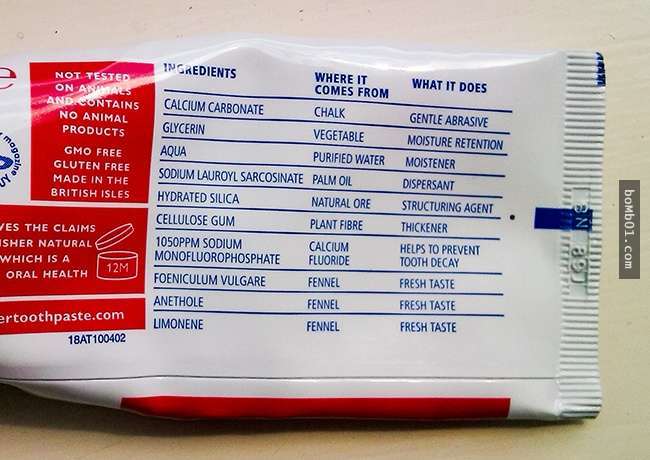 NOT TESTED
ON ANIMALS
AND CONTAINS
NO ANIMAL
PRODUCTS
GMO FREE
GLUTEN FREE
MADE IN THE
BRITISH ISLES
magazine
VES THE CLAIMS
ISHER NATURAL
WHICH IS A
ORAL HEALTH
12M
ertoothpaste.com
18AT100402
INGREDIENTS WHERE IT COMES FROM WHAT IT DOES
CALCIUM CARBONATE CHALK GENTLE ABRASIVE
GLYCERIN VEGETABLE MOISTURE RETENTION
AQUA PURIFIED WATER MOISTENER
SODIUM LAUROYL SARCOSINATE PALM OIL DISPERSANT
HYDRATED SILICA NATURAL ORE STRUCTURING AGENT
CELLULOSE GUM PLANT FIBRE THICKENER
1050PPM SODIUM CALCIUM HELPS TO PREVENT
MONOFLUOROPHOSPHATE FLUORIDE TOOTH DECAY
FOENICULUM VULGARE FENNEL FRESH TASTE
ANETHOLE FENNEL FRESH TASTE
LIMONENE FENNEL FRESH TASTE
boMb01.com